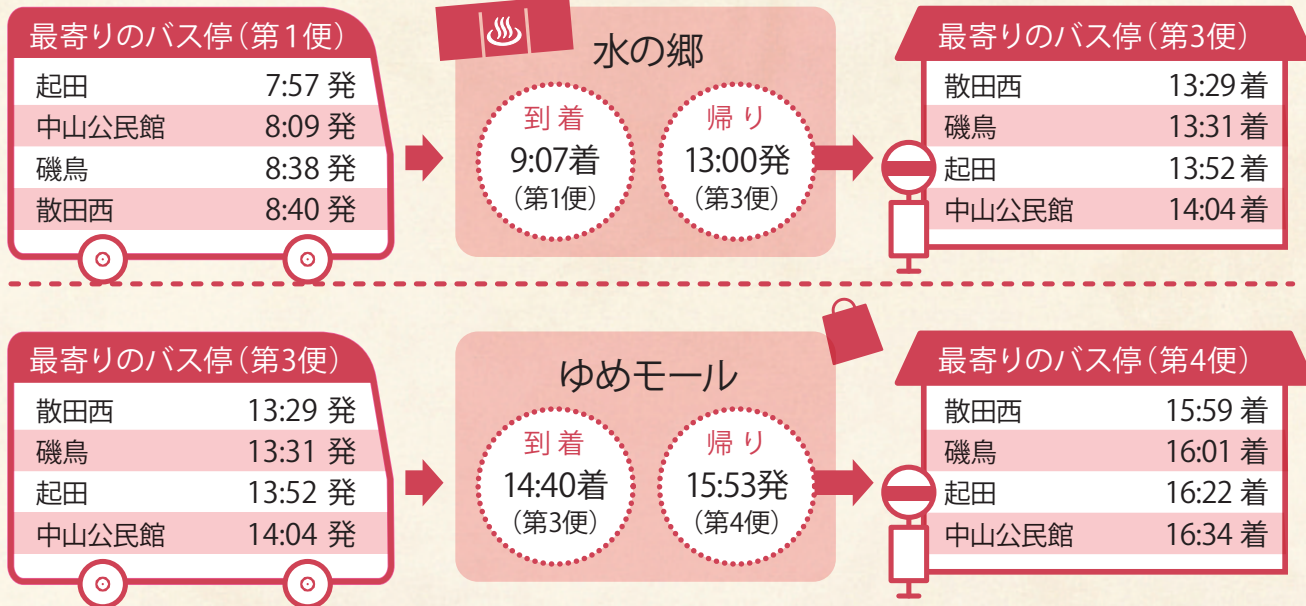 最寄りのバス停(第1便)
起田 7:57 発
中山公民館 8:09 発
磯鳥 8:38 発
散田西 8:40 発
水の郷
到着
9:07着
(第1便)
帰り
13:00発
(第3便)
最寄りのバス停(第3便)
散田西 13:29 着
磯鳥 13:31 着
起田 13:52 着
中山公民館 14:04 着
最寄りのバス停(第3便)
散田西 13:29 発
磯鳥 13:31 発
起田 13:52 発
中山公民館 14:04 発
ゆめモール
到着
14:40着
(第3便)
帰り
15:53発
(第4便)
最寄りのバス停(第4便)
散田西 15:59 着
磯鳥 16:01 着
起田 16:22 着
中山公民館 16:34 着